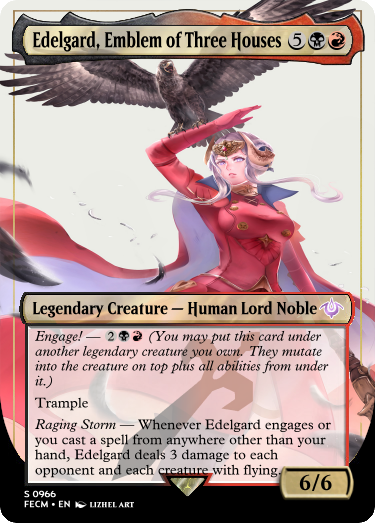 Edelgard, Emblem of Three Houses 5
Legendary Creature — Human Lord Noble
Engage! — 2 (You may put this card under
another legendary creature you own. They mutate
into the creature on top plus all abilities from under
it.)
Trample
Raging Storm — Whenever Edelgard engages or
you cast a spell from anywhere other than your
hand, Edelgard deals 3 damage to each
opponent and each creature with flying.
6/6
S 0966
FECM • EN LIZHEL ART